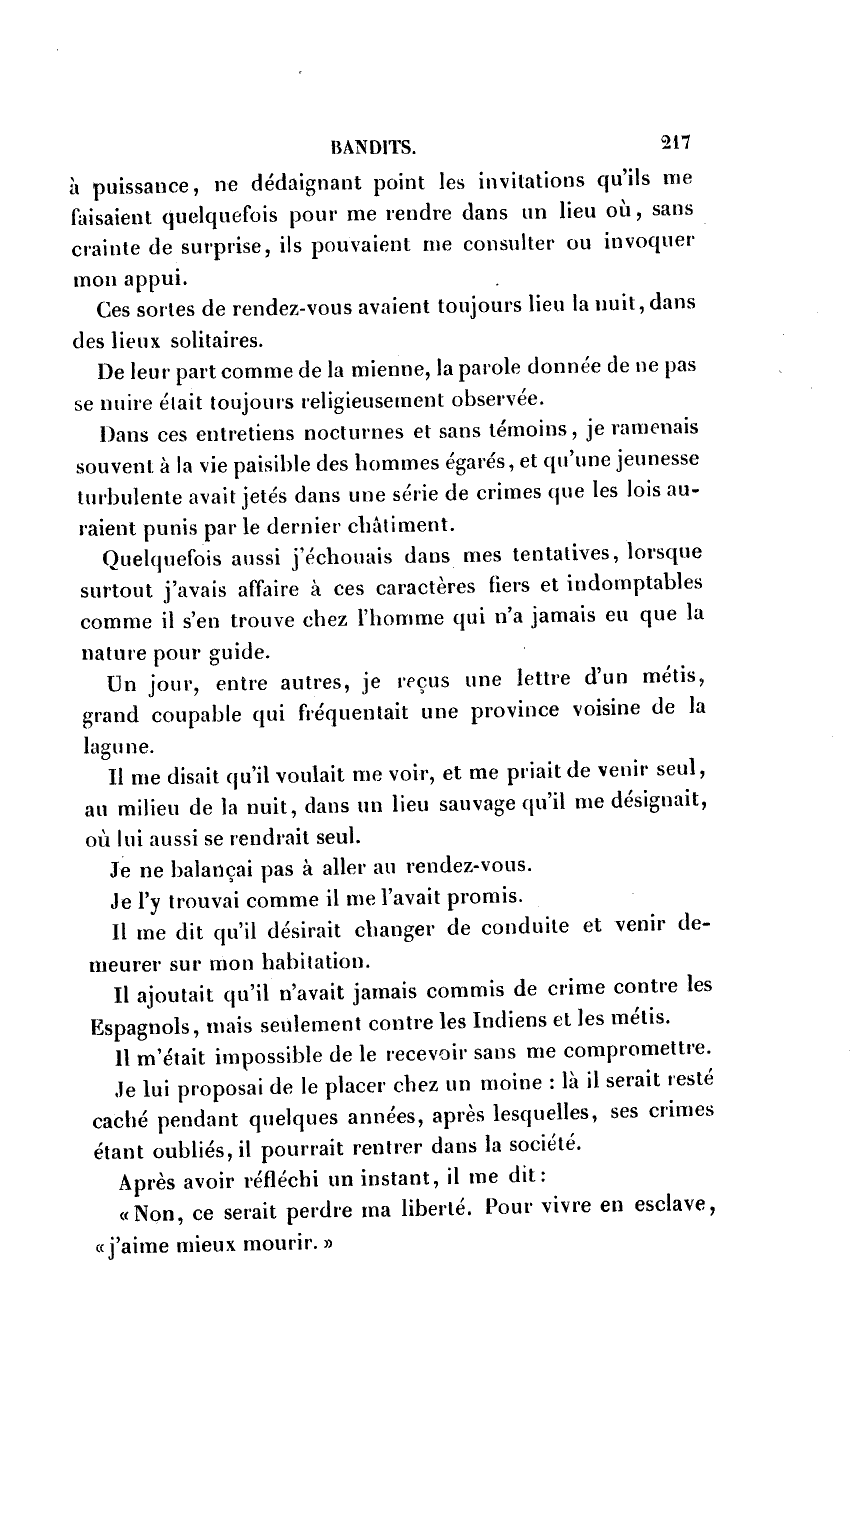 BANDITS. 217
à puissance, ne dédaignant point les invitations qu'ils me
faisaient quelquefois pour me rendre dans un lieu où, sans
crainte de surprise, ils pouvaient me consulter ou invoquer
mon appui.
Ces sortes de rendez-vous avaient toujours lieu la nuit, dans
des lieux solitaires.
De leur part comme de la mienne, la parole donnée de ne pas
se nuire était toujours religieusement observée.
Dans ces entretiens nocturnes et sans témoins, je ramenais
souvent à la vie paisible des hommes égarés, et qu'une jeunesse
turbulente avait jetés dans une série de crimes que les lois au-
raient punis par le dernier châtiment.
Quelquefois aussi j'échouais dans mes tentatives, lorsque
surtout j'avais affaire à ces caractères fiers et indomptables
comme il s'en trouve chez l'homme qui n'a jamais eu que la
nature pour guide.
Un jour, entre autres, je reçus une lettre d'un métis,
grand coupable qui fréquentait une province voisine de la
lagune.
Il me disait qu'il voulait me voir, et me priait de venir seul,
au milieu de la nuit, dans un lieu sauvage qu'il me désignait,
où lui aussi se rendrait seul.
Je ne balançai pas à aller au rendez-vous.
Je l'y trouvai comme il me l'avait promis.
Il me dit qu'il désirait changer de conduite et venir de-
meurer sur mon habitation.
Il ajoutait qu'il n'avait jamais commis de crime contre les
Espagnols, mais seulement contre les Indiens et les métis.
Il m'était impossible de le recevoir sans me compromettre.
Je lui proposai de le placer chez un moine : là il serait resté
caché pendant quelques années, après lesquelles, ses crimes
étant oubliés, il pourrait rentrer dans la société.
Après avoir réfléchi un instant, il me dit :
« Non, ce serait perdre ma liberté. Pour vivre en esclave,
« j'aime mieux mourir. »